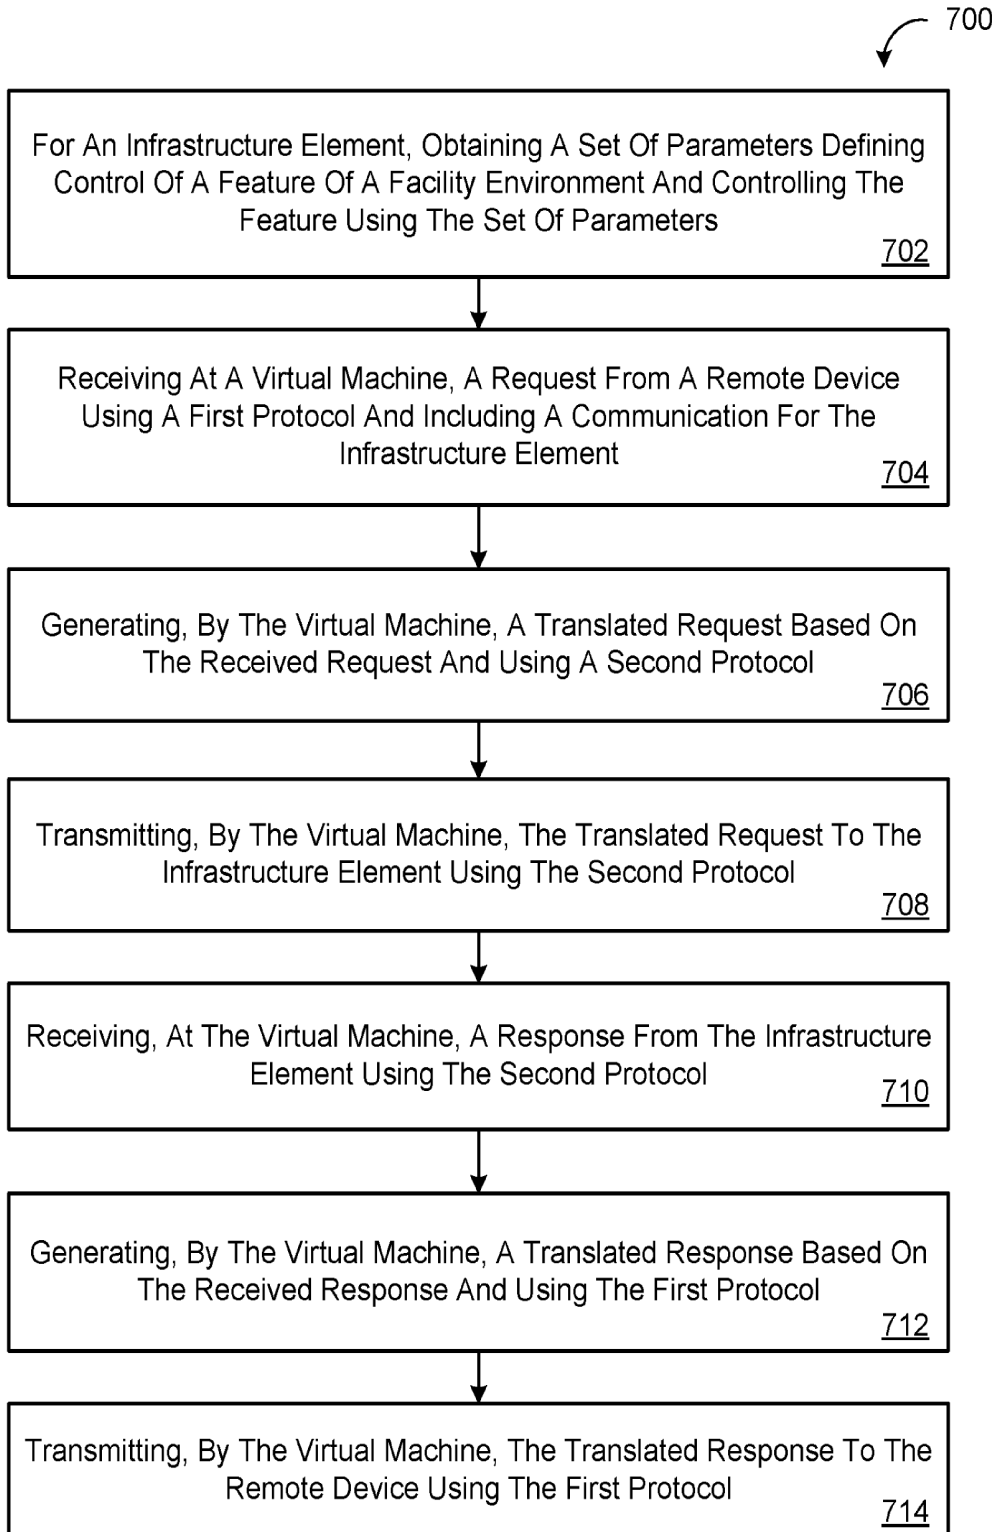 700
For An Infrastructure Element, Obtaining A Set Of Parameters Defining
Control Of A Feature Of A Facility Environment And Controlling The
Feature Using The Set Of Parameters
702
Receiving At A Virtual Machine, A Request From A Remote Device
Using A First Protocol And Including A Communication For The
Infrastructure Element
704
Generating, By The Virtual Machine, A Translated Request Based On
The Received Request And Using A Second Protocol
706
Transmitting, By The Virtual Machine, The Translated Request To The
Infrastructure Element Using The Second Protocol
708
Receiving, At The Virtual Machine, A Response From The Infrastructure
Element Using The Second Protocol
710
Generating, By The Virtual Machine, A Translated Response Based On
The Received Response And Using The First Protocol
712
Transmitting, By The Virtual Machine, The Translated Response To The
Remote Device Using The First Protocol
714